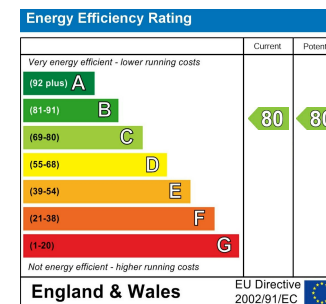 Energy Efficiency Rating
Current Potent
Very energy efficient - lower running costs
(92 plus) A
(81-91) B
80 80
(69-80) C
(55-68) D
(39-54) E
(21-38) F
(1-20) G
Not energy efficient - higher running costs
England & Wales
EU Directive
2002/91/EC